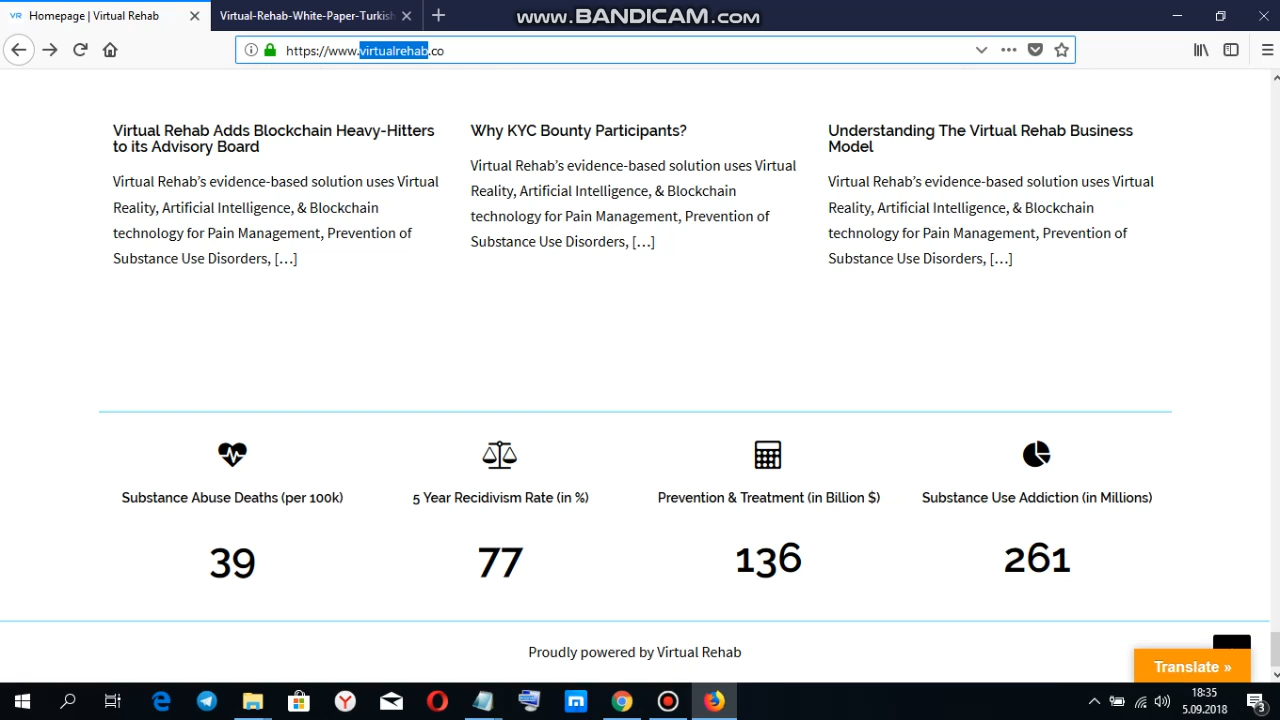 Homepage | Virtual Rehab
Virtual-Rehab-White-Paper-Turkish
www.BANDICAM.com
https://www.virtualrehab.co
Virtual Rehab Adds Blockchain Heavy-Hitters
to its Advisory Board
Virtual Rehab’s evidence-based solution uses Virtual
Reality, Artificial Intelligence, & Blockchain
technology for Pain Management, Prevention of
Substance Use Disorders, […]
Why KYC Bounty Participants?
Virtual Rehab’s evidence-based solution uses Virtual
Reality, Artificial Intelligence, & Blockchain
technology for Pain Management, Prevention of
Substance Use Disorders, […]
Understanding The Virtual Rehab Business
Model
Virtual Rehab’s evidence-based solution uses Virtual
Reality, Artificial Intelligence, & Blockchain
technology for Pain Management, Prevention of
Substance Use Disorders, […]
Substance Abuse Deaths (per 100k)
39
5 Year Recidivism Rate (in %)
77
Prevention & Treatment (in Billion $)
136
Substance Use Addiction (in Millions)
261
Proudly powered by Virtual Rehab
Translate »
18:35
5.09.2018
3